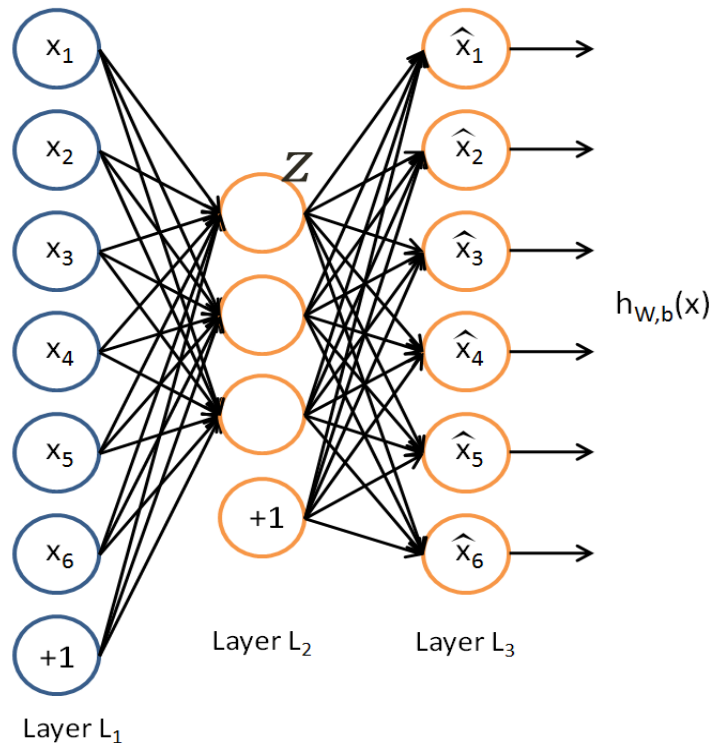 x₁
x₂
x₃
x₄
x₅
x₆
+1
Layer L₁
Z
+1
Layer L₂
x̂₁
x̂₂
x̂₃
x̂₄
x̂₅
x̂₆
Layer L₃
h_W,b(x)